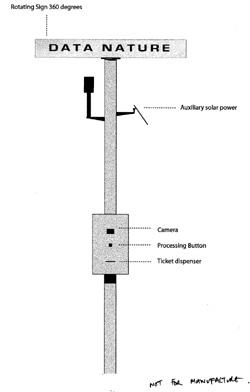 Rotating Sign 360 degrees
DATA NATURE
Auxiliary solar power
Camera
Processing Button
Ticket dispenser
NOT FOR MANUFACTURE